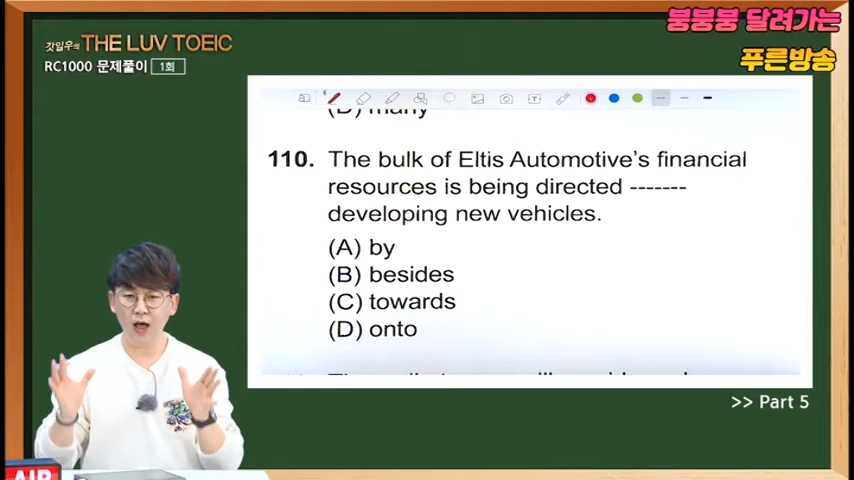 붕붕붕 달려가는
푸른방송
갓일우의 THE LUV TOEIC
RC1000 문제풀이 1회
(D) many
110. The bulk of Eltis Automotive's financial
resources is being directed -------
developing new vehicles.
(A) by
(B) besides
(C) towards
(D) onto
>> Part 5
AIR